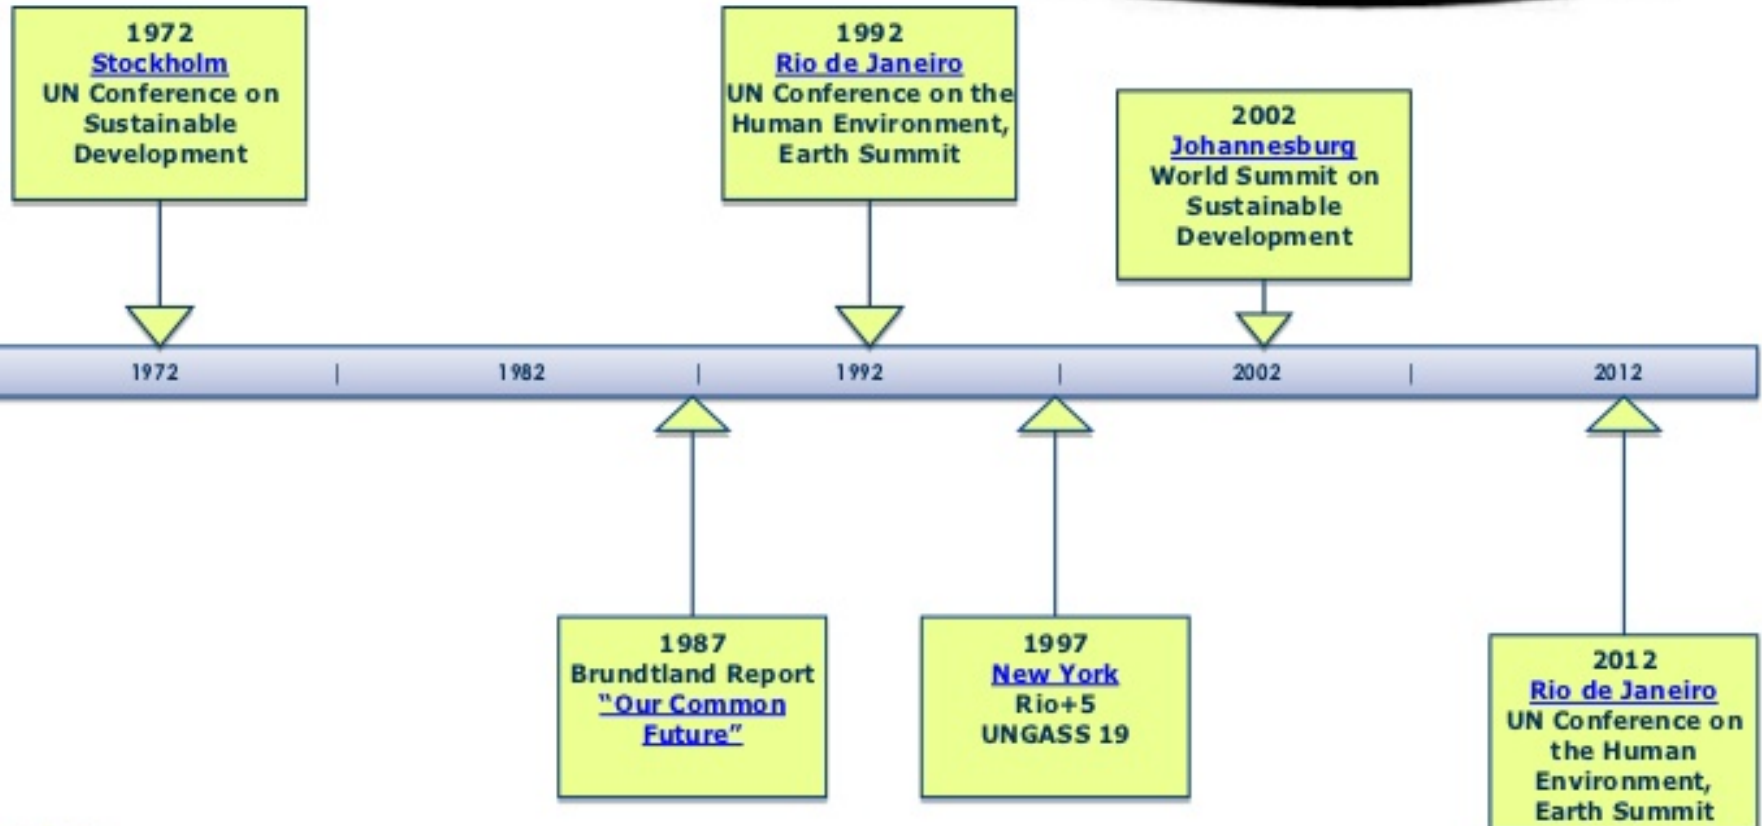 1972
Stockholm
UN Conference on
Sustainable
Development
1992
Rio de Janeiro
UN Conference on the
Human Environment,
Earth Summit
2002
Johannesburg
World Summit on
Sustainable
Development
1972 | 1982 | 1992 | 2002 | 2012
1987
Brundtland Report
“Our Common
Future”
1997
New York
Rio+5
UNGASS 19
2012
Rio de Janeiro
UN Conference on
the Human
Environment,
Earth Summit